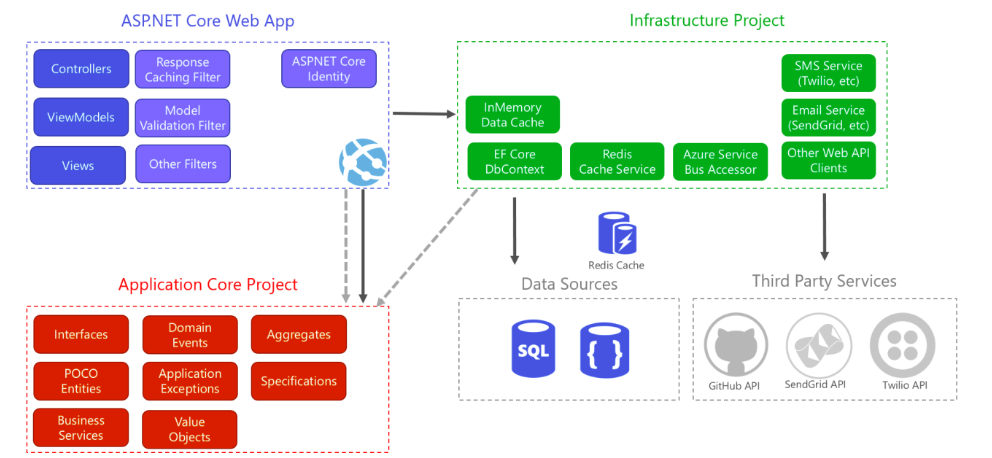 ASP.NET Core Web App
Controllers
Response
Caching Filter
ASP.NET Core
Identity
ViewModels
Model
Validation Filter
Views
Other Filters
Infrastructure Project
SMS Service
(Twilio, etc)
InMemory
Data Cache
Email Service
(SendGrid, etc)
EF Core
DbContext
Redis
Cache Service
Azure Service
Bus Accessor
Other Web API
Clients
Redis Cache
Application Core Project
Interfaces
Domain
Events
Aggregates
POCO
Entities
Application
Exceptions
Specifications
Business
Services
Value
Objects
Data Sources
SQL
{ }
Third Party Services
GitHub API
SendGrid API
Twilio API